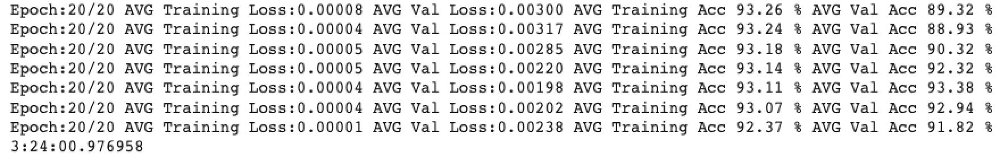 Epoch:20/20 AVG Training Loss:0.00008 AVG Val Loss:0.00300 AVG Training Acc 93.26 % AVG Val Acc 89.32 %
Epoch:20/20 AVG Training Loss:0.00004 AVG Val Loss:0.00317 AVG Training Acc 93.24 % AVG Val Acc 88.93 %
Epoch:20/20 AVG Training Loss:0.00005 AVG Val Loss:0.00285 AVG Training Acc 93.18 % AVG Val Acc 90.32 %
Epoch:20/20 AVG Training Loss:0.00005 AVG Val Loss:0.00220 AVG Training Acc 93.14 % AVG Val Acc 92.32 %
Epoch:20/20 AVG Training Loss:0.00004 AVG Val Loss:0.00198 AVG Training Acc 93.11 % AVG Val Acc 93.38 %
Epoch:20/20 AVG Training Loss:0.00004 AVG Val Loss:0.00202 AVG Training Acc 93.07 % AVG Val Acc 92.94 %
Epoch:20/20 AVG Training Loss:0.00001 AVG Val Loss:0.00238 AVG Training Acc 92.37 % AVG Val Acc 91.82 %
3:24:00.976958